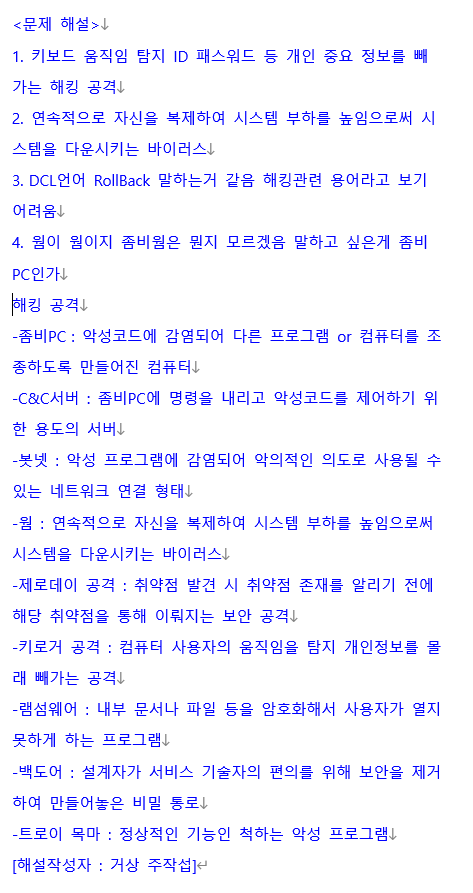 <문제 해설>↓
1. 키보드 움직임 탐지 ID 패스워드 등 개인 중요 정보를 빼
가는 해킹 공격↓
2. 연속적으로 자신을 복제하여 시스템 부하를 높임으로써 시
스템을 다운시키는 바이러스↓
3. DCL언어 RollBack 말하는거 같음 해킹관련 용어라고 보기
어려움↓
4. 웜이 웜이지 좀비웜은 뭔지 모르겠음 말하고 싶은게 좀비
PC인가↓
해킹 공격↓
-좀비PC : 악성코드에 감염되어 다른 프로그램 or 컴퓨터를 조
종하도록 만들어진 컴퓨터↓
-C&C서버 : 좀비PC에 명령을 내리고 악성코드를 제어하기 위
한 용도의 서버↓
-봇넷 : 악성 프로그램에 감염되어 악의적인 의도로 사용될 수
있는 네트워크 연결 형태↓
-웜 : 연속적으로 자신을 복제하여 시스템 부하를 높임으로써
시스템을 다운시키는 바이러스↓
-제로데이 공격 : 취약점 발견 시 취약점 존재를 알리기 전에
해당 취약점을 통해 이뤄지는 보안 공격↓
-키로거 공격 : 컴퓨터 사용자의 움직임을 탐지 개인정보를 몰
래 빼가는 공격↓
-램섬웨어 : 내부 문서나 파일 등을 암호화해서 사용자가 열지
못하게 하는 프로그램↓
-백도어 : 설계자가 서비스 기술자의 편의를 위해 보안을 제거
하여 만들어놓은 비밀 통로↓
-트로이 목마 : 정상적인 기능인 척하는 악성 프로그램↓
[해설작성자 : 거상 주작섭]↵